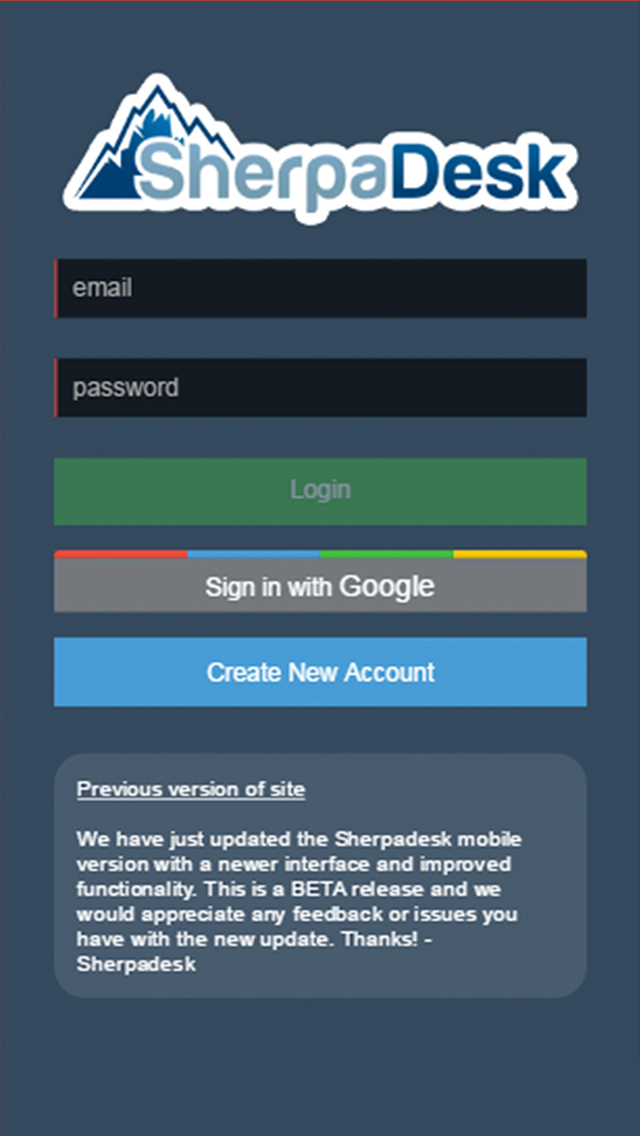 SherpaDesk
email
password
Login
Sign in with Google
Create New Account
Previous version of site
We have just updated the Sherpadesk mobile
version with a newer interface and improved
functionality. This is a BETA release and we
would appreciate any feedback or issues you
have with the new update. Thanks! -
Sherpadesk